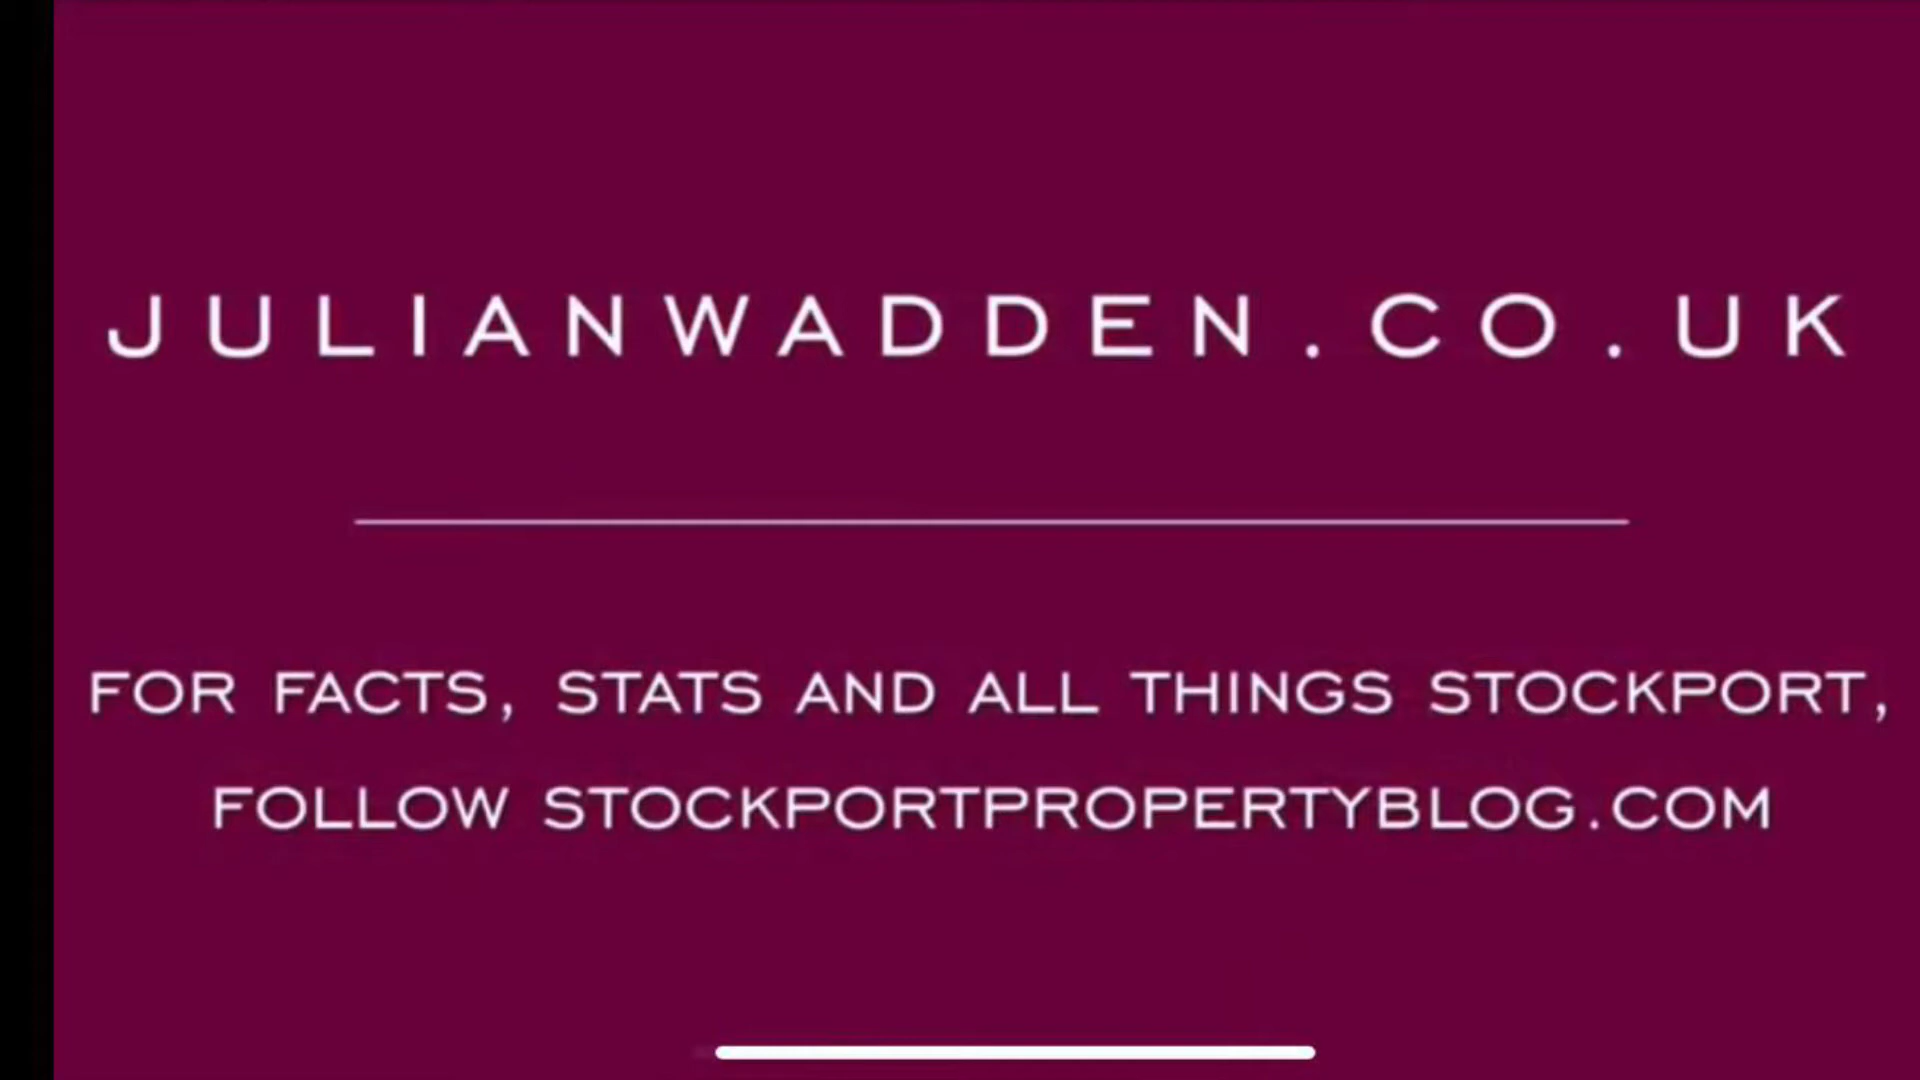 JULIANWADDEN.CO.UK
FOR FACTS, STATS AND ALL THINGS STOCKPORT,
FOLLOW STOCKPORTPROPERTYBLOG.COM